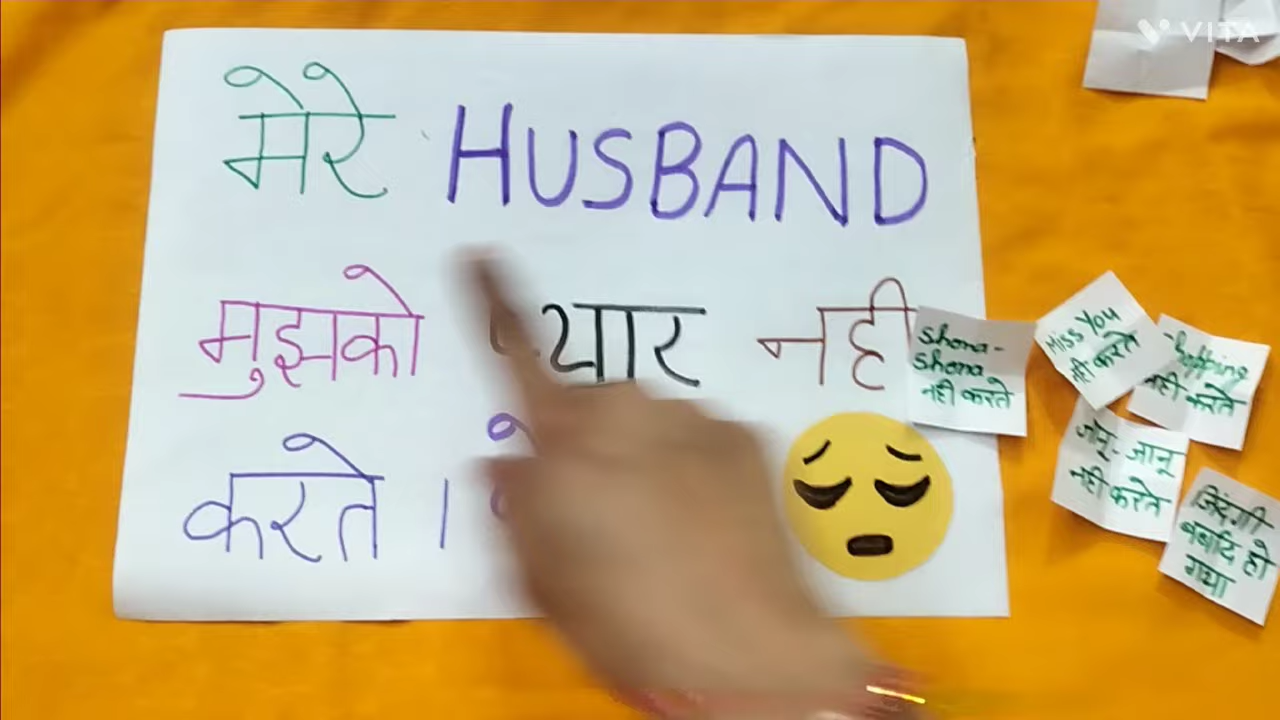 मेरे HUSBAND
मुझको प्यार नही
करते ।
shona-
shona
नही करते
Miss You
नही करते
नही करते
जानू- जानू
नही करते
जिंदगी
बर्बाद हो
गया
VITA